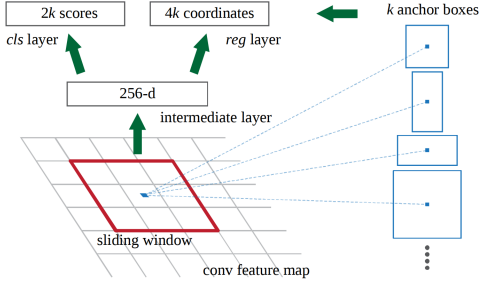 2k scores
4k coordinates
k anchor boxes
cls layer
reg layer
256-d
intermediate layer
sliding window
conv feature map